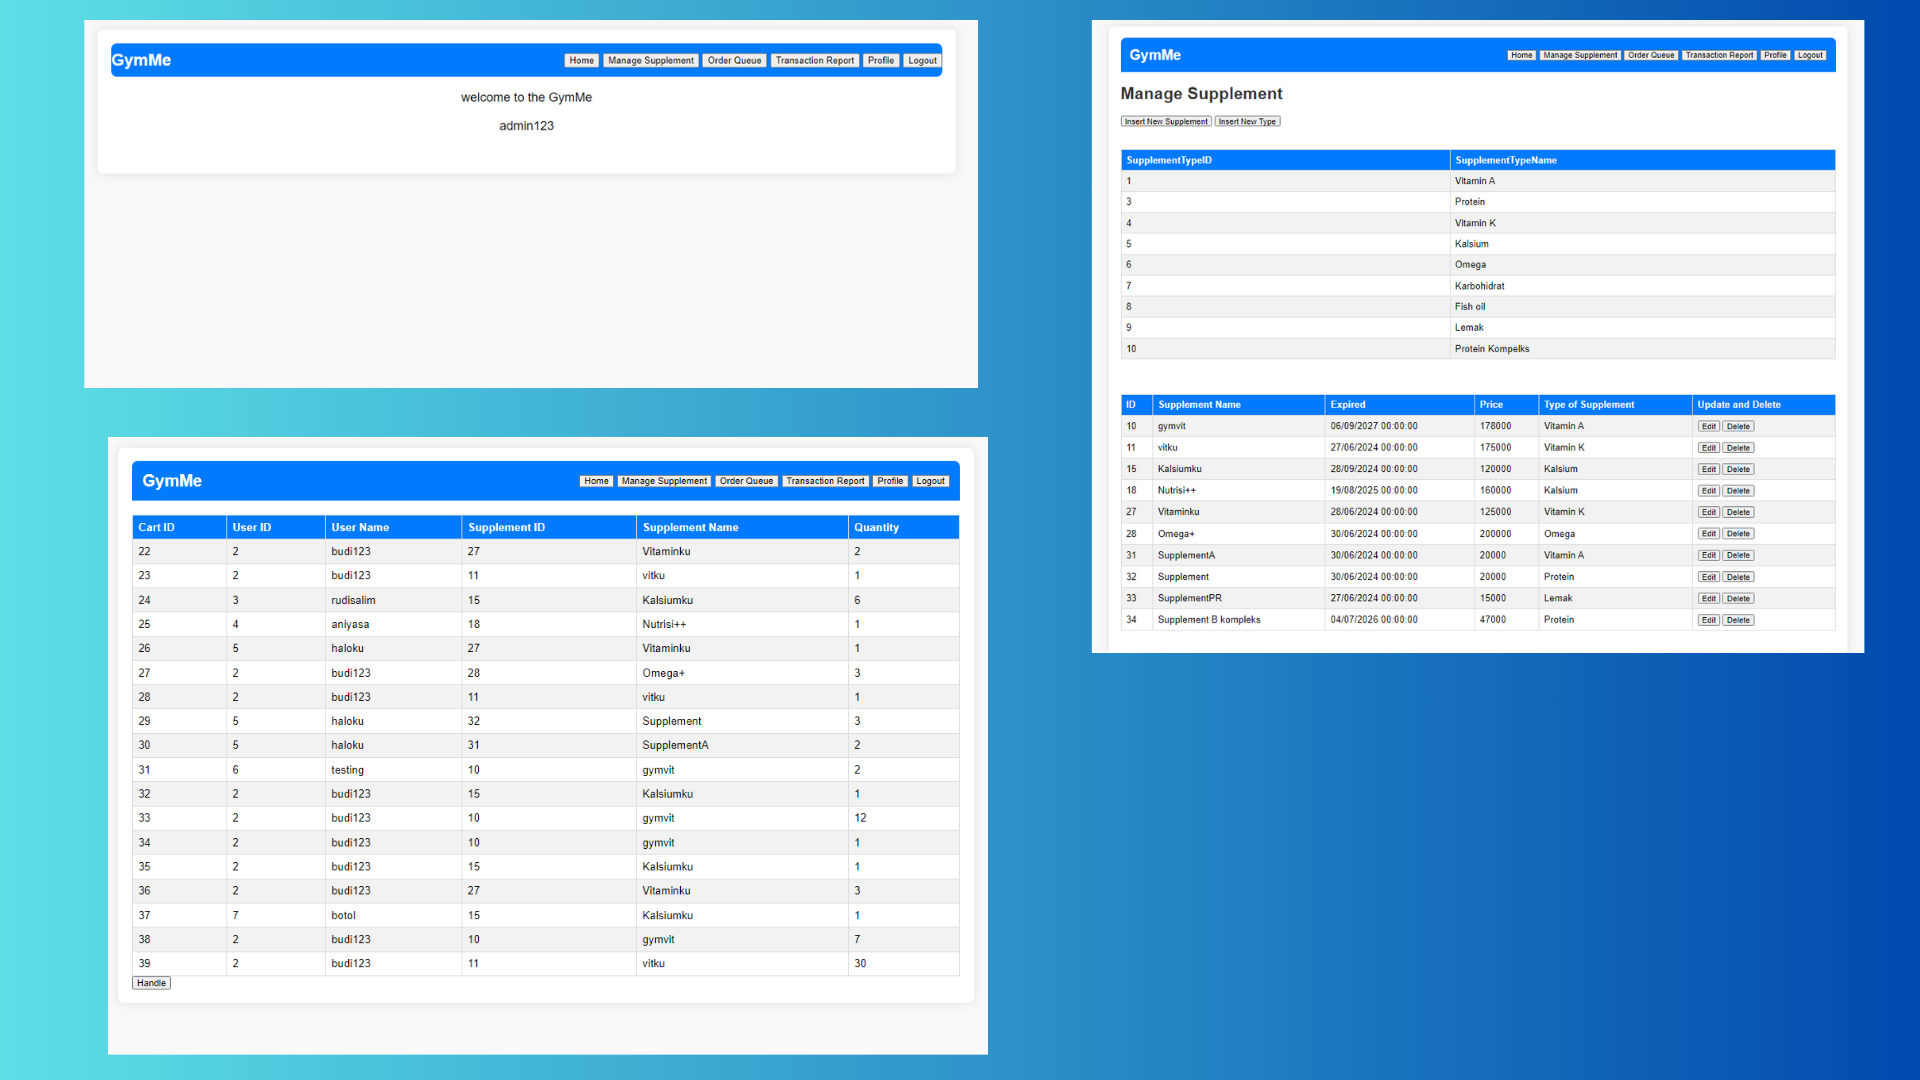 GymMe Home Manage Supplement Order Queue Transaction Report Profile Logout
welcome to the GymMe
admin123
GymMe Home Manage Supplement Order Queue Transaction Report Profile Logout
Cart ID User ID User Name Supplement ID Supplement Name Quantity
22 2 budi123 27 Vitaminku 2
23 2 budi123 11 vitku 1
24 3 rudisalim 15 Kalsiumku 6
25 4 aniyasa 18 Nutrisi++ 1
26 5 haloku 27 Vitaminku 1
27 2 budi123 28 Omega+ 3
28 2 budi123 11 vitku 1
29 5 haloku 32 Supplement 3
30 5 haloku 31 SupplementA 2
31 6 testing 10 gymvit 2
32 2 budi123 15 Kalsiumku 1
33 2 budi123 10 gymvit 12
34 2 budi123 10 gymvit 1
35 2 budi123 15 Kalsiumku 1
36 2 budi123 27 Vitaminku 3
37 7 botol 15 Kalsiumku 1
38 2 budi123 10 gymvit 7
39 2 budi123 11 vitku 30
Handle
GymMe Home Manage Supplement Order Queue Transaction Report Profile Logout
Manage Supplement
Insert New Supplement Insert New Type
SupplementTypeID SupplementTypeName
1 Vitamin A
3 Protein
4 Vitamin K
5 Kalsium
6 Omega
7 Karbohidrat
8 Fish oil
9 Lemak
10 Protein Kompelks
ID Supplement Name Expired Price Type of Supplement Update and Delete
10 gymvit 06/09/2027 00:00:00 178000 Vitamin A Edit Delete
11 vitku 27/06/2024 00:00:00 175000 Vitamin K Edit Delete
15 Kalsiumku 28/09/2024 00:00:00 120000 Kalsium Edit Delete
18 Nutrisi++ 19/08/2025 00:00:00 160000 Kalsium Edit Delete
27 Vitaminku 28/06/2024 00:00:00 125000 Vitamin K Edit Delete
28 Omega+ 30/06/2024 00:00:00 200000 Omega Edit Delete
31 SupplementA 30/06/2024 00:00:00 20000 Vitamin A Edit Delete
32 Supplement 30/06/2024 00:00:00 20000 Protein Edit Delete
33 SupplementPR 27/06/2024 00:00:00 15000 Lemak Edit Delete
34 Supplement B kompleks 04/07/2026 00:00:00 47000 Protein Edit Delete